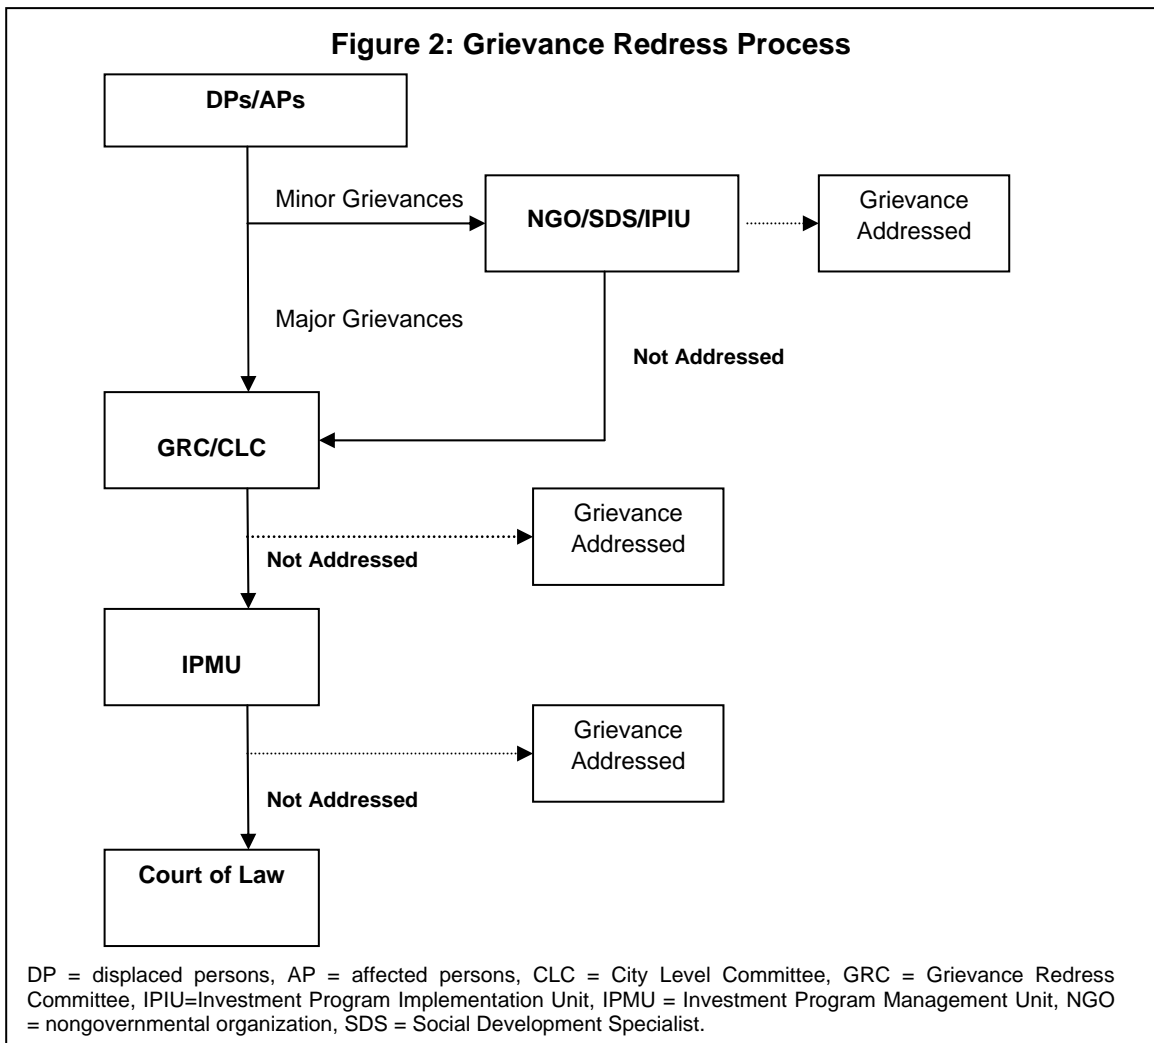 Figure 2: Grievance Redress Process
DPs/APs
Minor Grievances
NGO/SDS/IPIU
Grievance
Addressed
Major Grievances
Not Addressed
GRC/CLC
Grievance
Addressed
Not Addressed
IPMU
Grievance
Addressed
Not Addressed
Court of Law
DP = displaced persons, AP = affected persons, CLC = City Level Committee, GRC = Grievance Redress
Committee, IPIU=Investment Program Implementation Unit, IPMU = Investment Program Management Unit, NGO
= nongovernmental organization, SDS = Social Development Specialist.